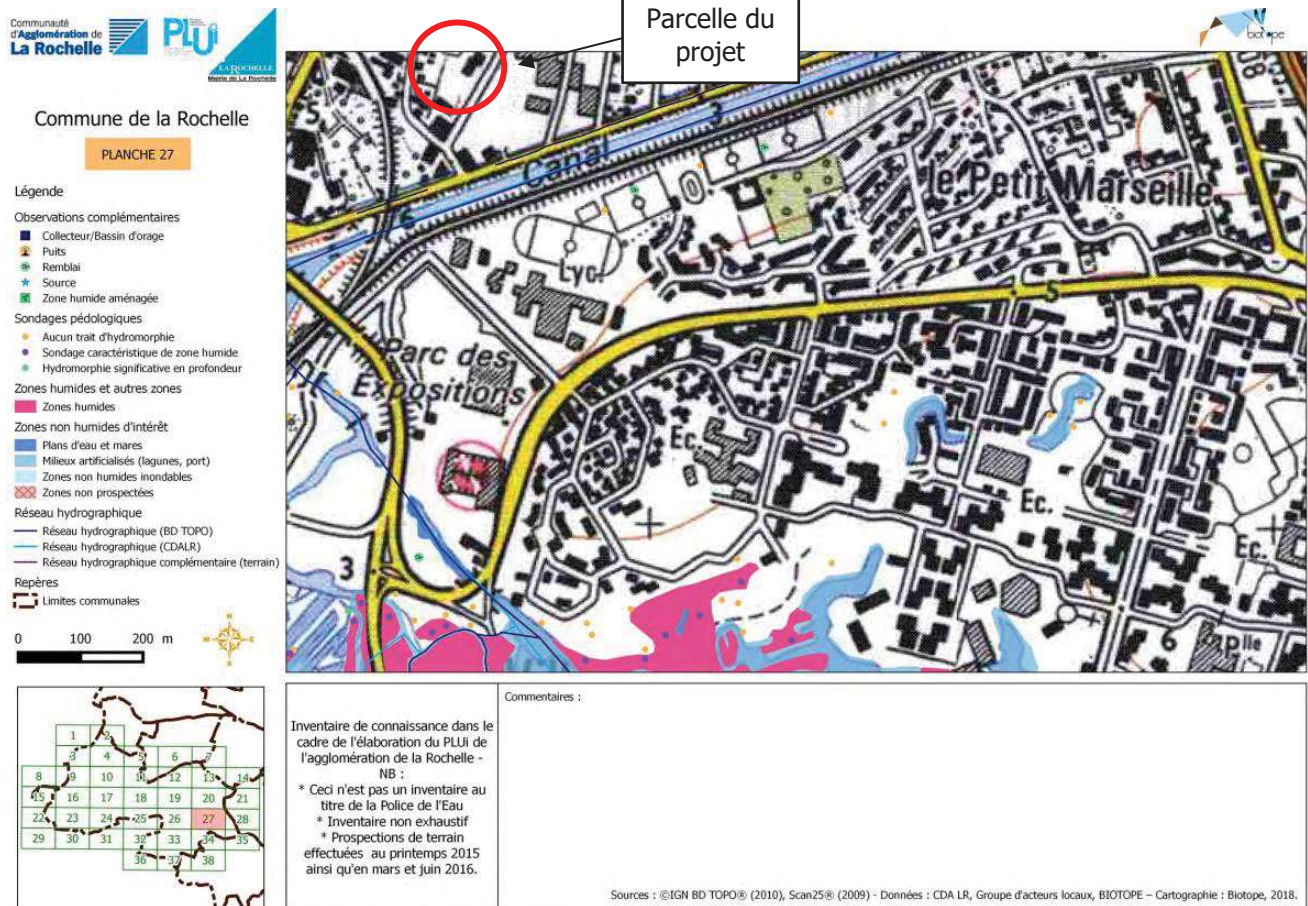 Communauté
d'Agglomération de
La Rochelle
PLUi
LA ROCHELLE
Mairie de La Rochelle
Parcelle du
projet
biotope
Commune de la Rochelle
PLANCHE 27
Légende
Observations complémentaires
Collecteur/Bassin d'orage
Puits
Remblai
Source
Zone humide aménagée
Sondages pédologiques
Aucun trait d'hydromorphie
Sondage caractéristique de zone humide
Hydromorphie significative en profondeur
Zones humides et autres zones
Zones humides
Zones non humides d'intérêt
Plans d'eau et mares
Milieux artificialisés (lagunes, port)
Zones non humides inondables
Zones non prospectées
Réseau hydrographique
Réseau hydrographique (BD TOPO)
Réseau hydrographique (CDALR)
Réseau hydrographique complémentaire (terrain)
Repères
Limites communales
0 100 200 m
5
3
Canal
le Petit Marseille
Lyc.
5
Parc des
Expositions
Ec.
Ec.
Ec.
3
6
Plle
1 2
3 4 5 6 7
8 9 10 11 12 13 14
15 16 17 18 19 20 21
22 23 24 25 26 27 28
29 30 31 32 33 34 35
36 37 38
Inventaire de connaissance dans le
cadre de l'élaboration du PLUi de
l'agglomération de la Rochelle -
NB :
* Ceci n'est pas un inventaire au
titre de la Police de l'Eau
* Inventaire non exhaustif
* Prospections de terrain
effectuées au printemps 2015
ainsi qu'en mars et juin 2016.
Commentaires :
Sources : ©IGN BD TOPO® (2010), Scan25® (2009) - Données : CDA LR, Groupe d'acteurs locaux, BIOTOPE – Cartographie : Biotope, 2018.